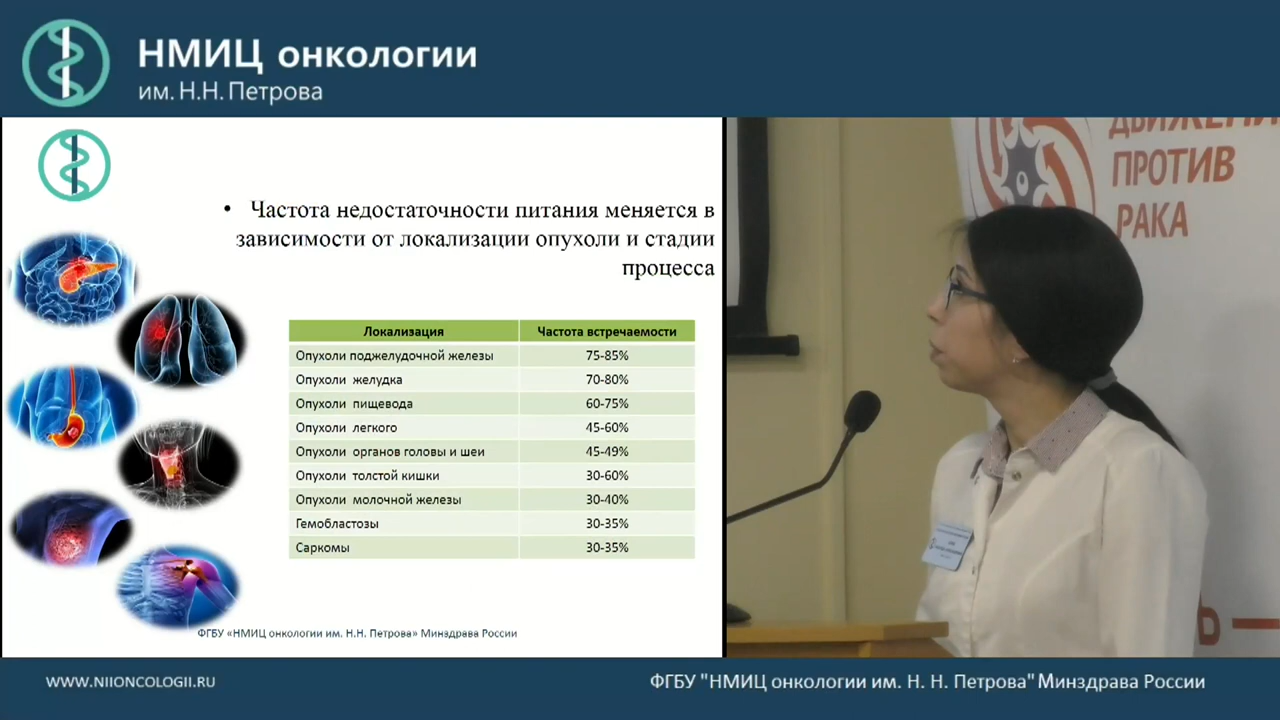 НМИЦ онкологии
им. Н.Н. Петрова
• Частота недостаточности питания меняется в
зависимости от локализации опухоли и стадии
процесса
Локализация Частота встречаемости
Опухоли поджелудочной железы 75-85%
Опухоли желудка 70-80%
Опухоли пищевода 60-75%
Опухоли легкого 45-60%
Опухоли органов головы и шеи 45-49%
Опухоли толстой кишки 30-60%
Опухоли молочной железы 30-40%
Гемобластозы 30-35%
Саркомы 30-35%
ФГБУ «НМИЦ онкологии им. Н.Н. Петрова» Минздрава России
ПРОТИВ
РАКА
WWW.NIIONCOLOGII.RU
ФГБУ "НМИЦ онкологии им. Н. Н. Петрова" Минздрава России